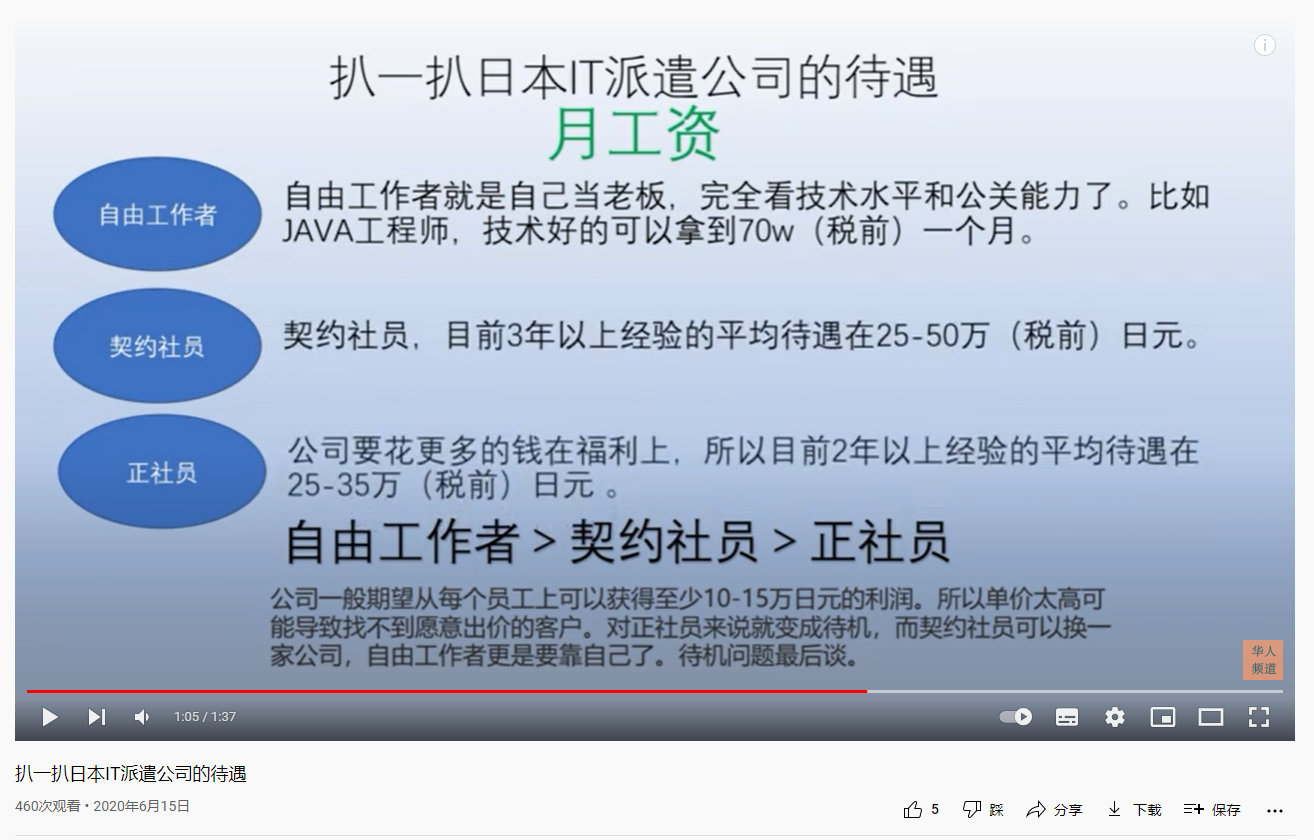 扒一扒日本IT派遣公司的待遇
月工资
自由工作者
自由工作者就是自己当老板，完全看技术水平和公关能力了。比如
JAVA工程师，技术好的可以拿到70w（税前）一个月。
契约社员
契约社员，目前3年以上经验的平均待遇在25-50万（税前）日元。
正社员
公司要花更多的钱在福利上，所以目前2年以上经验的平均待遇在
25-35万（税前）日元 。
自由工作者 > 契约社员 > 正社员
公司一般期望从每个员工上可以获得至少10-15万日元的利润。所以单价太高可
能导致找不到愿意出价的客户。对正社员来说就变成待机，而契约社员可以换一
家公司，自由工作者更是要靠自己了。待机问题最后谈。
华人
频道
1:05 / 1:37
扒一扒日本IT派遣公司的待遇
460次观看 • 2020年6月15日
5 踩 分享 下载 保存